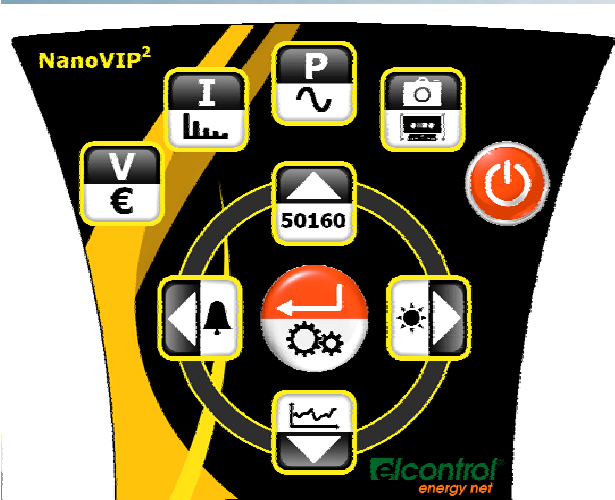 NanoVIP²
P
I
V
€
50160
elcontrol
energy net